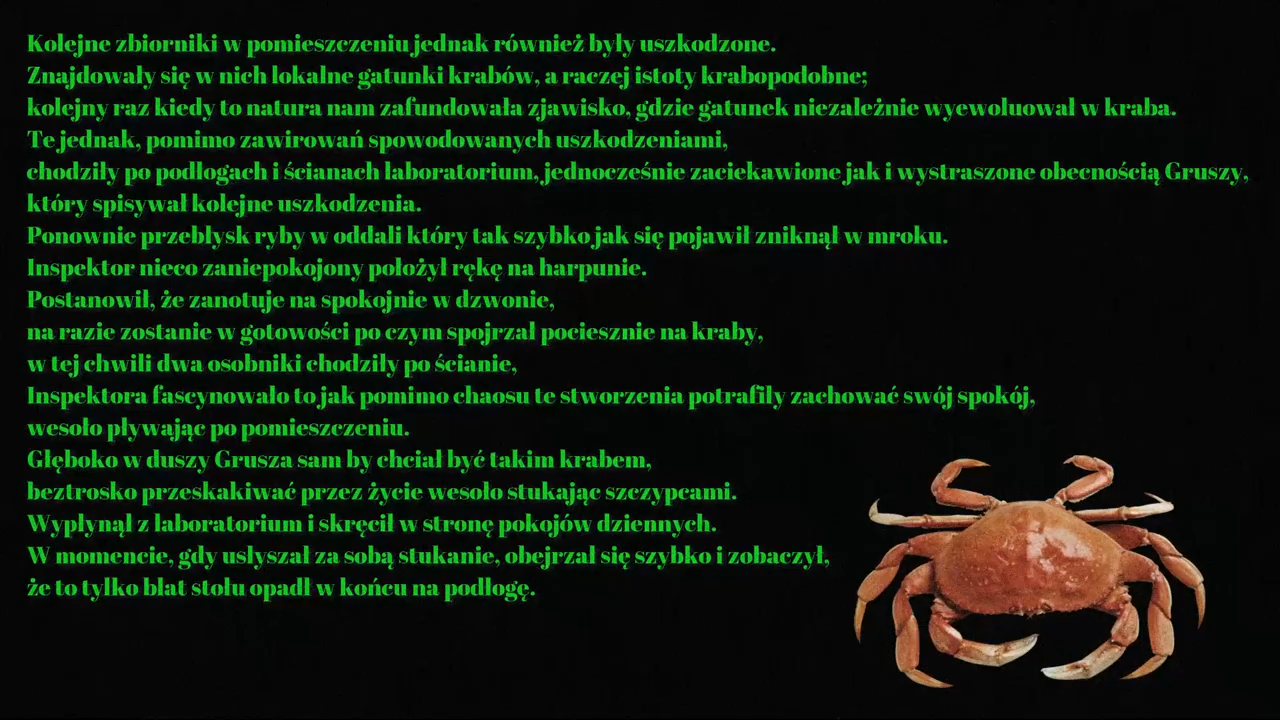 Kolejne zbiorniki w pomieszczeniu jednak również były uszkodzone.
Znajdowały się w nich lokalne gatunki krabów, a raczej istoty krabopodobne;
kolejny raz kiedy to natura nam zafundowała zjawisko, gdzie gatunek niezależnie wyewoluował w kraba.
Te jednak, pomimo zawirowań spowodowanych uszkodzeniami,
chodziły po podłogach i ścianach laboratorium, jednocześnie zaciekawione jak i wystraszone obecnością Gruszy,
który spisywał kolejne uszkodzenia.
Ponownie przebłysk ryby w oddali który tak szybko jak się pojawił zniknął w mroku.
Inspektor nieco zaniepokojony położył rękę na harpunie.
Postanowił, że zanotuje na spokojnie w dzwonie,
na razie zostanie w gotowości po czym spojrzał pociesznie na kraby,
w tej chwili dwa osobniki chodziły po ścianie,
Inspektora fascynowało to jak pomimo chaosu te stworzenia potrafiły zachować swój spokój,
wesoło pływając po pomieszczeniu.
Głęboko w duszy Grusza sam by chciał być takim krabem,
beztrosko przeskakiwać przez życie wesoło stukając szczypcami.
Wypłynął z laboratorium i skręcił w stronę pokojów dziennych.
W momencie, gdy usłyszał za sobą stukanie, obejrzał się szybko i zobaczył,
że to tylko blat stołu opadł w końcu na podłogę.